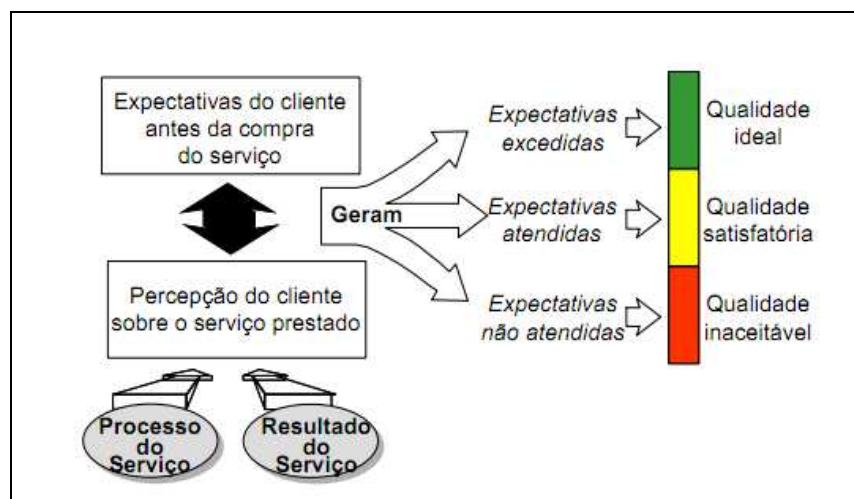 Expectativas do cliente
antes da compra
do serviço
Geram
Percepção do cliente
sobre o serviço prestado
Processo
do
Serviço
Resultado
do
Serviço
Expectativas
excedidas
Qualidade
ideal
Expectativas
atendidas
Qualidade
satisfatória
Expectativas
não atendidas
Qualidade
inaceitável